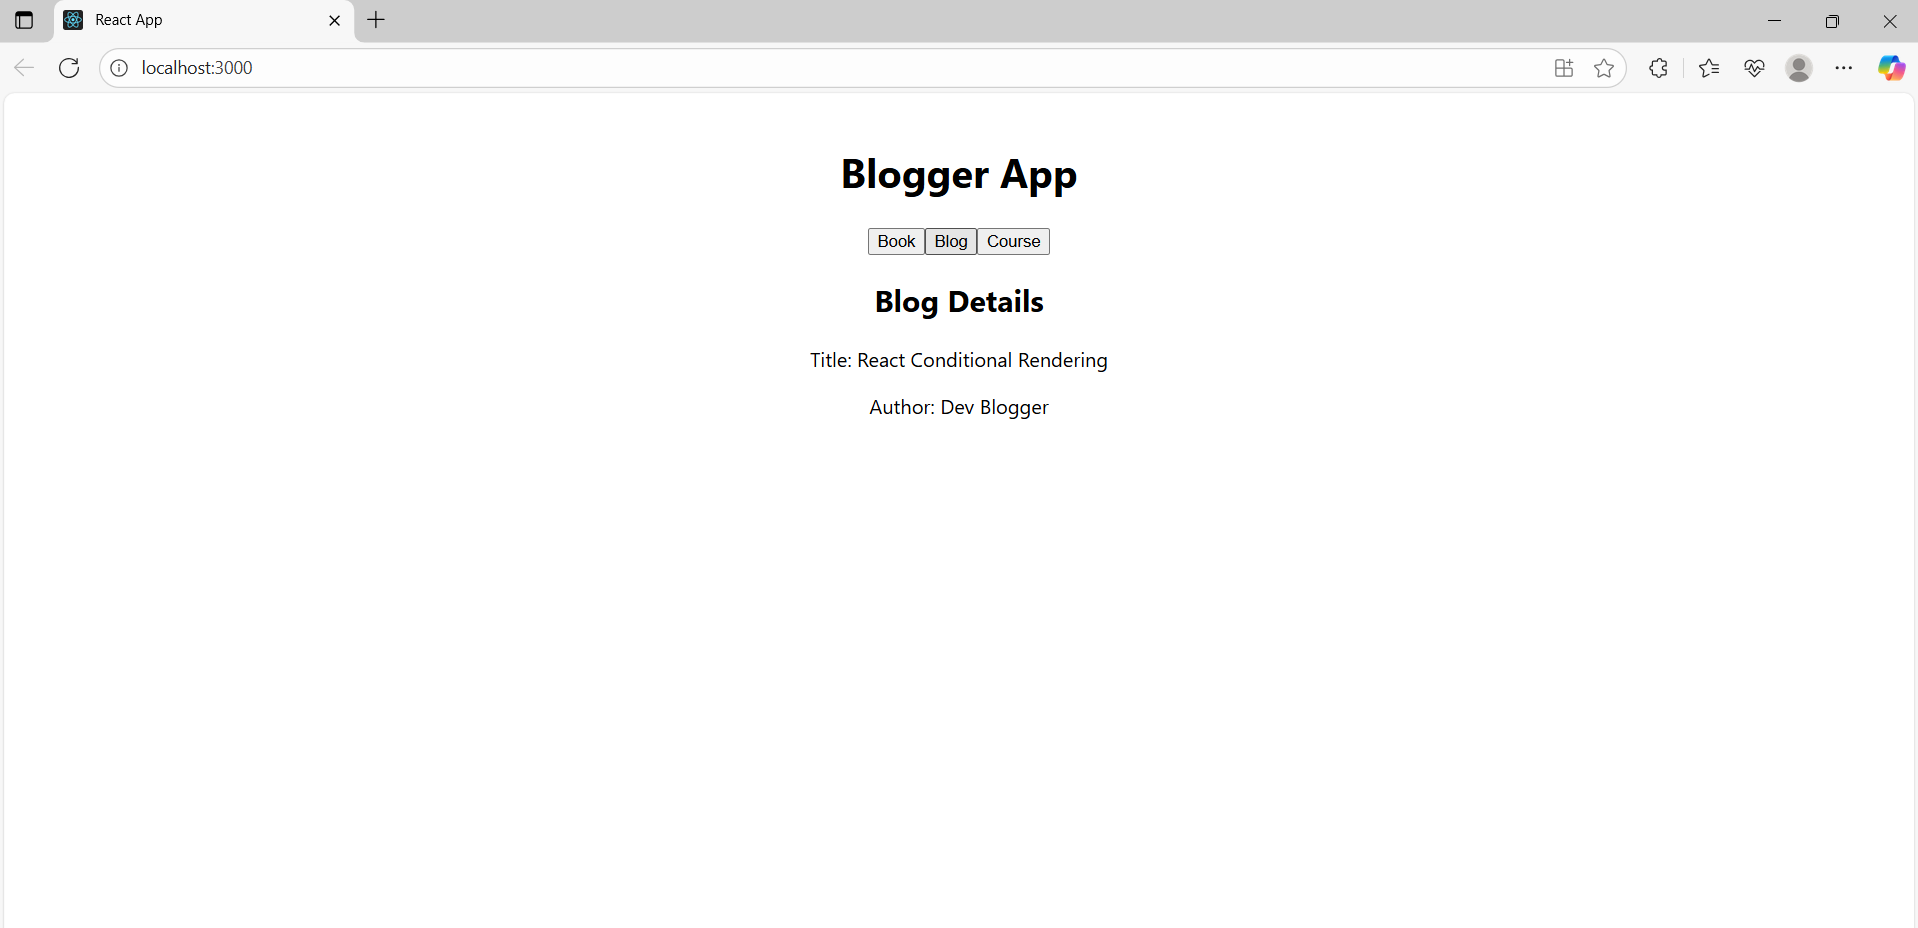 React App
localhost:3000
Blogger App
Book Blog Course
Blog Details
Title: React Conditional Rendering
Author: Dev Blogger